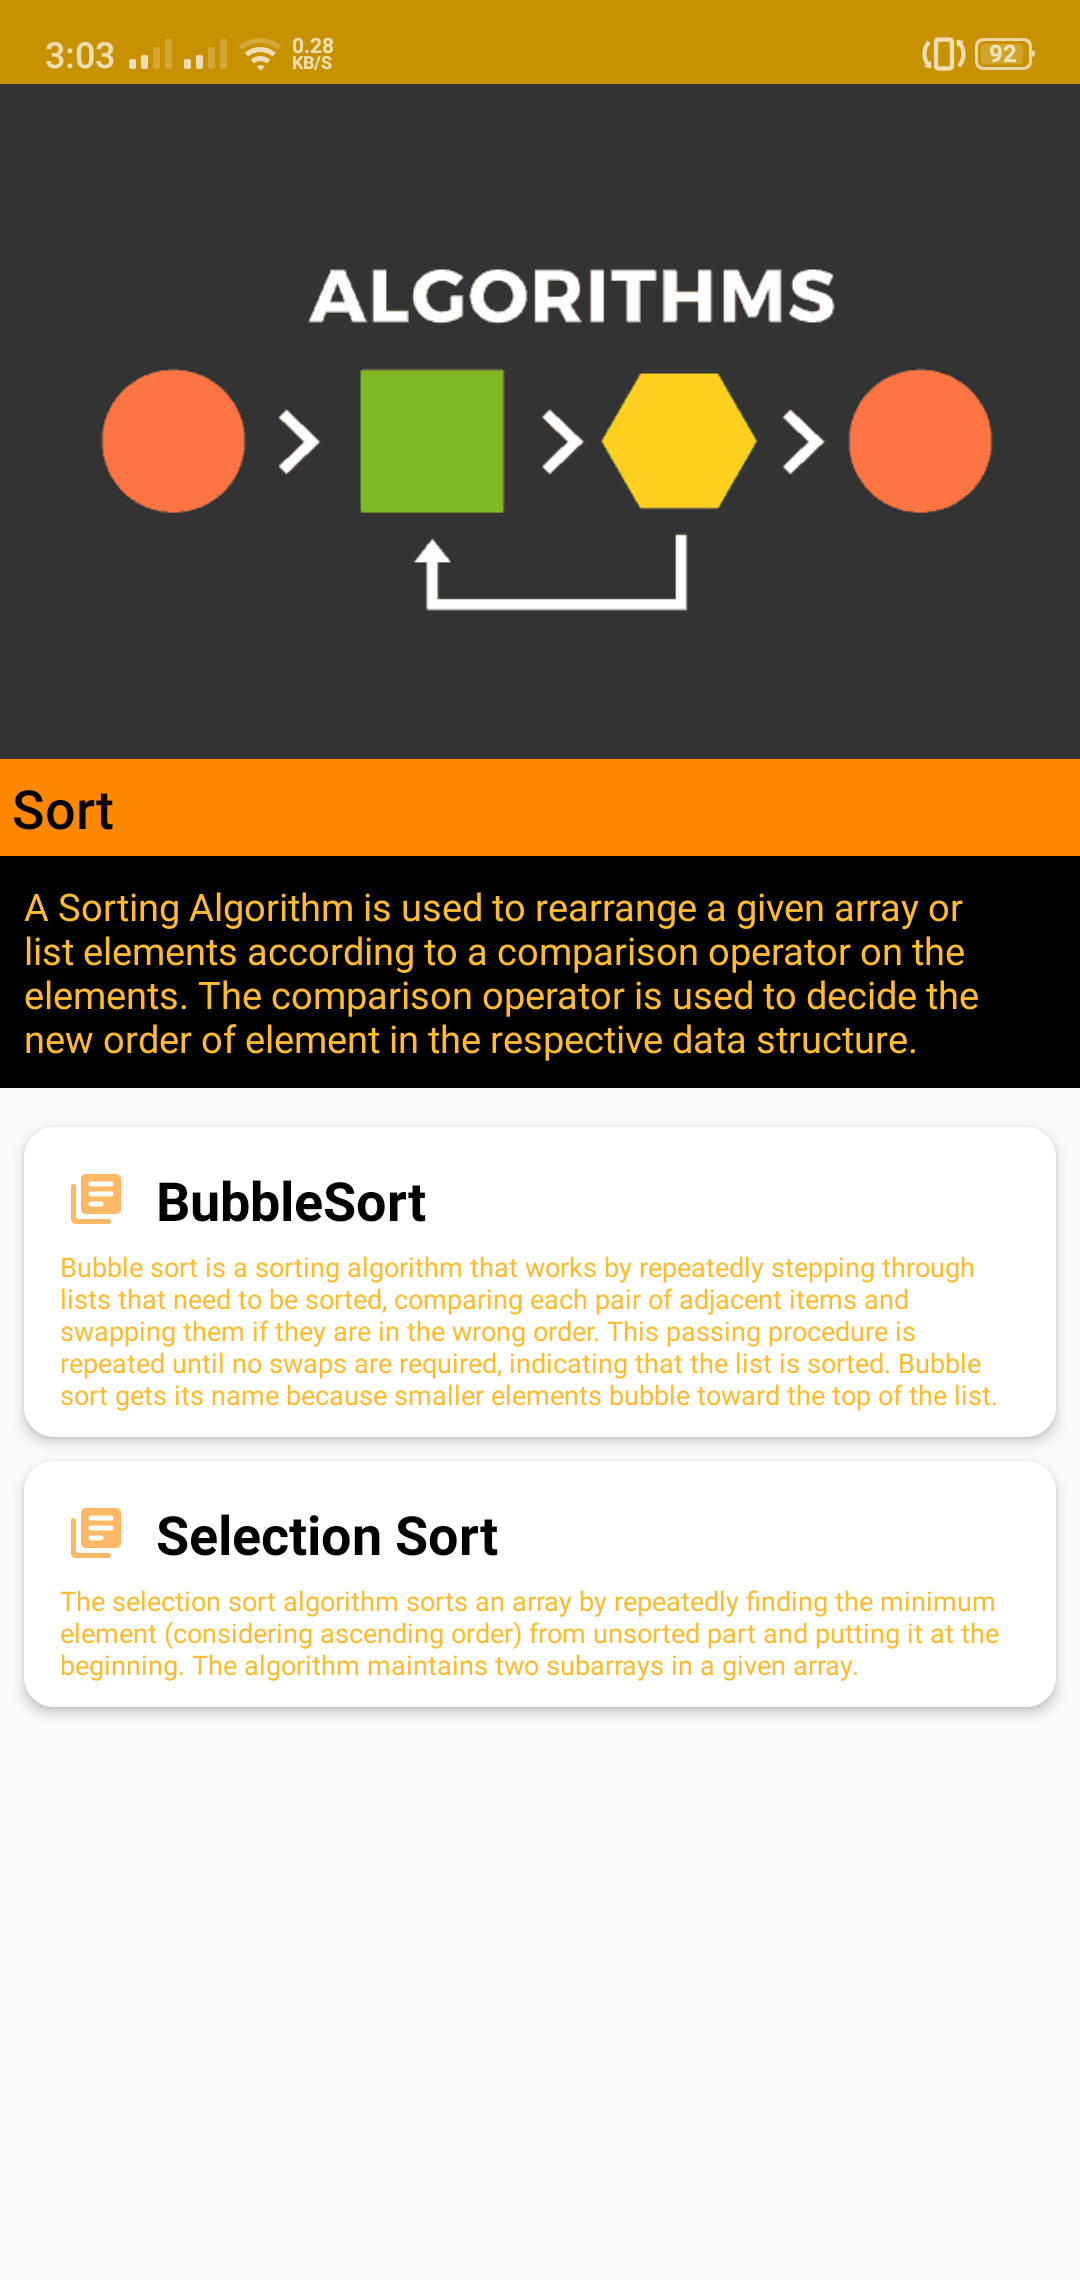 3:03 0.28 KB/S 92
ALGORITHMS
Sort
A Sorting Algorithm is used to rearrange a given array or
list elements according to a comparison operator on the
elements. The comparison operator is used to decide the
new order of element in the respective data structure.
BubbleSort
Bubble sort is a sorting algorithm that works by repeatedly stepping through
lists that need to be sorted, comparing each pair of adjacent items and
swapping them if they are in the wrong order. This passing procedure is
repeated until no swaps are required, indicating that the list is sorted. Bubble
sort gets its name because smaller elements bubble toward the top of the list.
Selection Sort
The selection sort algorithm sorts an array by repeatedly finding the minimum
element (considering ascending order) from unsorted part and putting it at the
beginning. The algorithm maintains two subarrays in a given array.